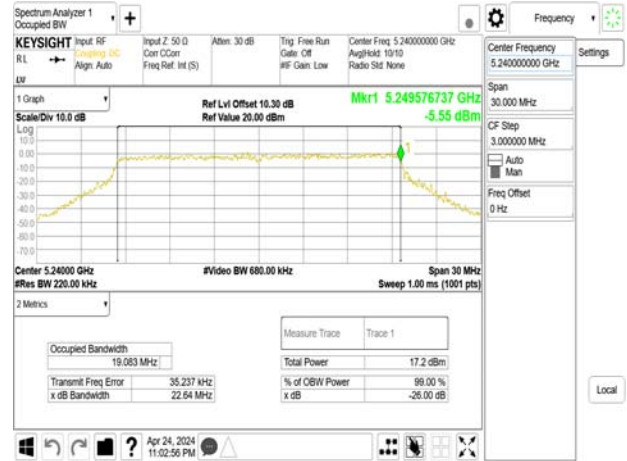 Spectrum Analyzer 1
Occupied BW
+
Frequency
KEYSIGHT
RL
Input: RF
Coupling: DC
Align: Auto
Input Z: 50 Ω
Corr CCorr
Freq Ref: Int (S)
Atten: 30 dB
Trig: Free Run
Gate: Off
#IF Gain: Low
Center Freq: 5.240000000 GHz
Avg|Hold: 10/10
Radio Std: None
Center Frequency
5.240000000 GHz
Settings
Span
30.000 MHz
CF Step
3.000000 MHz
Auto
Man
Freq Offset
0 Hz
Local
1 Graph
Scale/Div 10.0 dB
Ref Lvl Offset 10.30 dB
Ref Value 20.00 dBm
Mkr1 5.249576737 GHz
-5.55 dBm
Log
10.0
0.00
-10.0
-20.0
-30.0
-40.0
-50.0
-60.0
-70.0
1
Center 5.24000 GHz
#Res BW 220.00 kHz
#Video BW 680.00 kHz
Span 30 MHz
Sweep 1.00 ms (1001 pts)
2 Metrics
Measure Trace
Trace 1
Occupied Bandwidth
19.083 MHz
Total Power
17.2 dBm
Transmit Freq Error
35.237 kHz
% of OBW Power
99.00 %
x dB Bandwidth
22.64 MHz
x dB
-26.00 dB
?
Apr 24, 2024
11:02:56 PM